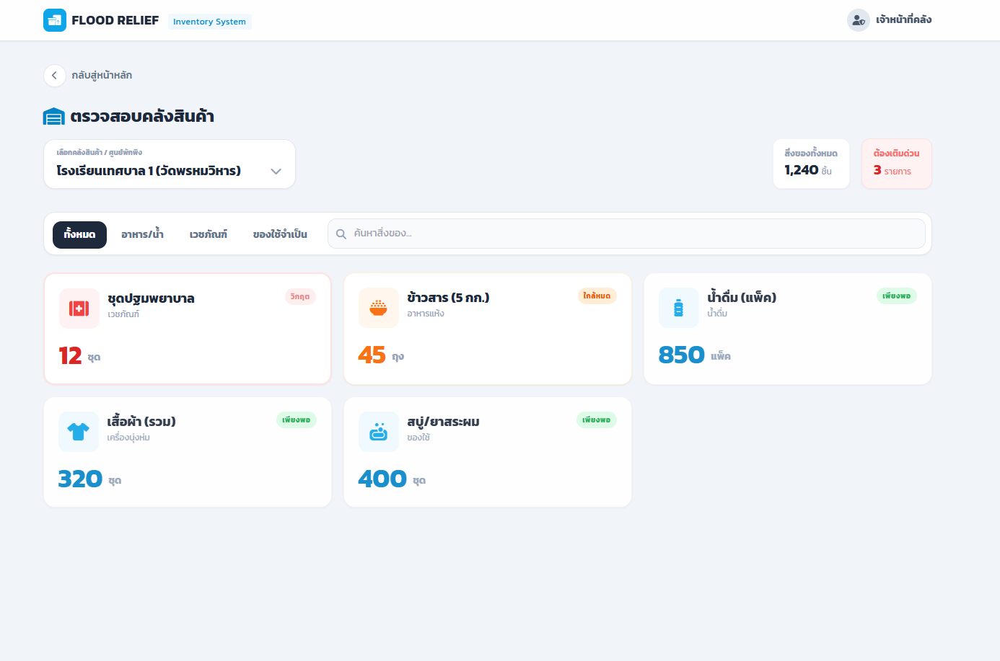 FLOOD RELIEF Inventory System
เจ้าหน้าที่คลัง
กลับสู่หน้าหลัก
ตรวจสอบคลังสินค้า
เลือกคลังสินค้า / ศูนย์พักพิง
โรงเรียนเทศบาล 1 (วัดพรหมวิหาร)
สิ่งของทั้งหมด
1,240 ชิ้น
ต้องเติมด่วน
3 รายการ
ทั้งหมด อาหาร/น้ำ เวชภัณฑ์ ของใช้จำเป็น ค้นหาสิ่งของ...
ชุดปฐมพยาบาล วิกฤต
เวชภัณฑ์
12 ชุด
ข้าวสาร (5 กก.) ใกล้หมด
อาหารแห้ง
45 ถุง
น้ำดื่ม (แพ็ค) เพียงพอ
น้ำดื่ม
850 แพ็ค
เสื้อผ้า (รวม) เพียงพอ
เครื่องนุ่งห่ม
320 ชุด
สบู่/ยาสระผม เพียงพอ
ของใช้
400 ชุด